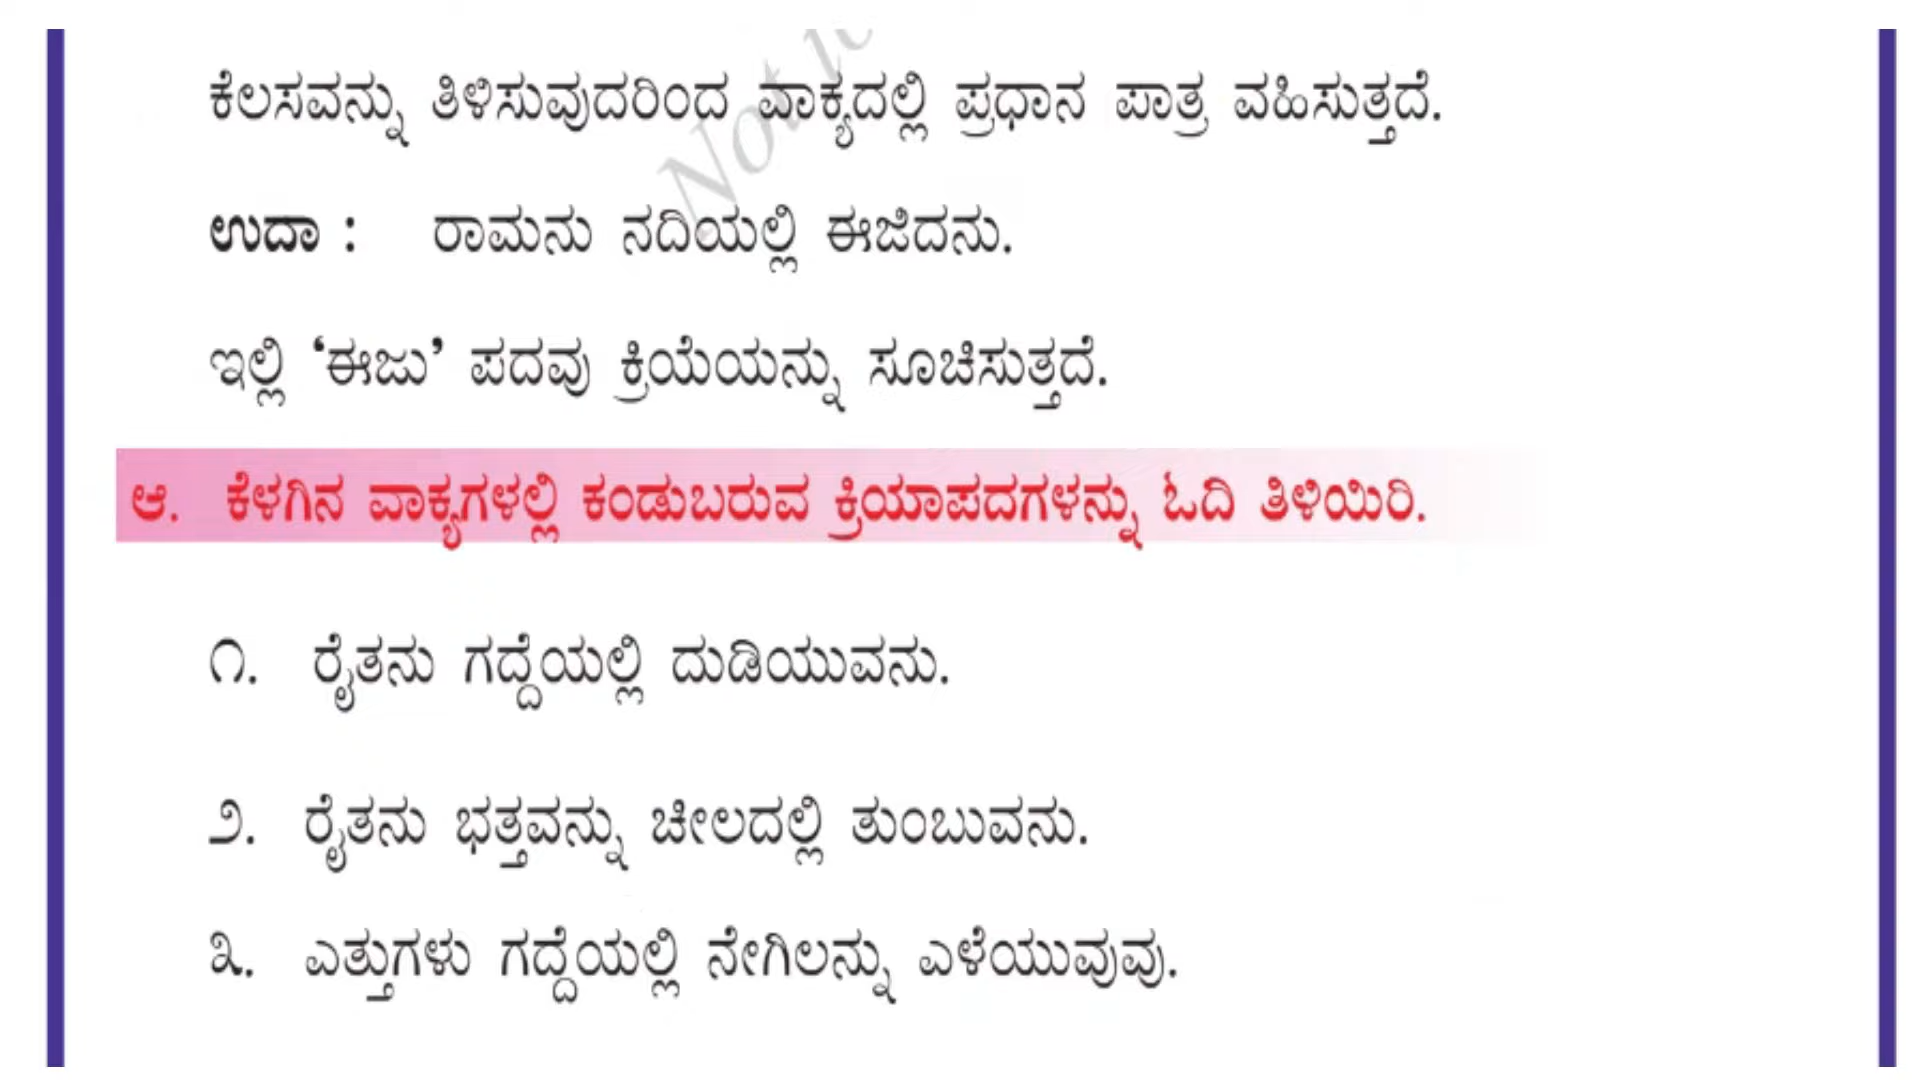 ಕೆಲಸವನ್ನು ತಿಳಿಸುವುದರಿಂದ ವಾಕ್ಯದಲ್ಲಿ ಪ್ರಧಾನ ಪಾತ್ರ ವಹಿಸುತ್ತದೆ.
Not
ಉದಾ : ರಾಮನು ನದಿಯಲ್ಲಿ ಈಜಿದನು.
ಇಲ್ಲಿ ‘ಈಜು’ ಪದವು ಕ್ರಿಯೆಯನ್ನು ಸೂಚಿಸುತ್ತದೆ.
ಆ. ಕೆಳಗಿನ ವಾಕ್ಯಗಳಲ್ಲಿ ಕಂಡುಬರುವ ಕ್ರಿಯಾಪದಗಳನ್ನು ಓದಿ ತಿಳಿಯಿರಿ.
೧. ರೈತನು ಗದ್ದೆಯಲ್ಲಿ ದುಡಿಯುವನು.
೨. ರೈತನು ಭತ್ತವನ್ನು ಚೀಲದಲ್ಲಿ ತುಂಬುವನು.
೩. ಎತ್ತುಗಳು ಗದ್ದೆಯಲ್ಲಿ ನೇಗಿಲನ್ನು ಎಳೆಯುವುವು.